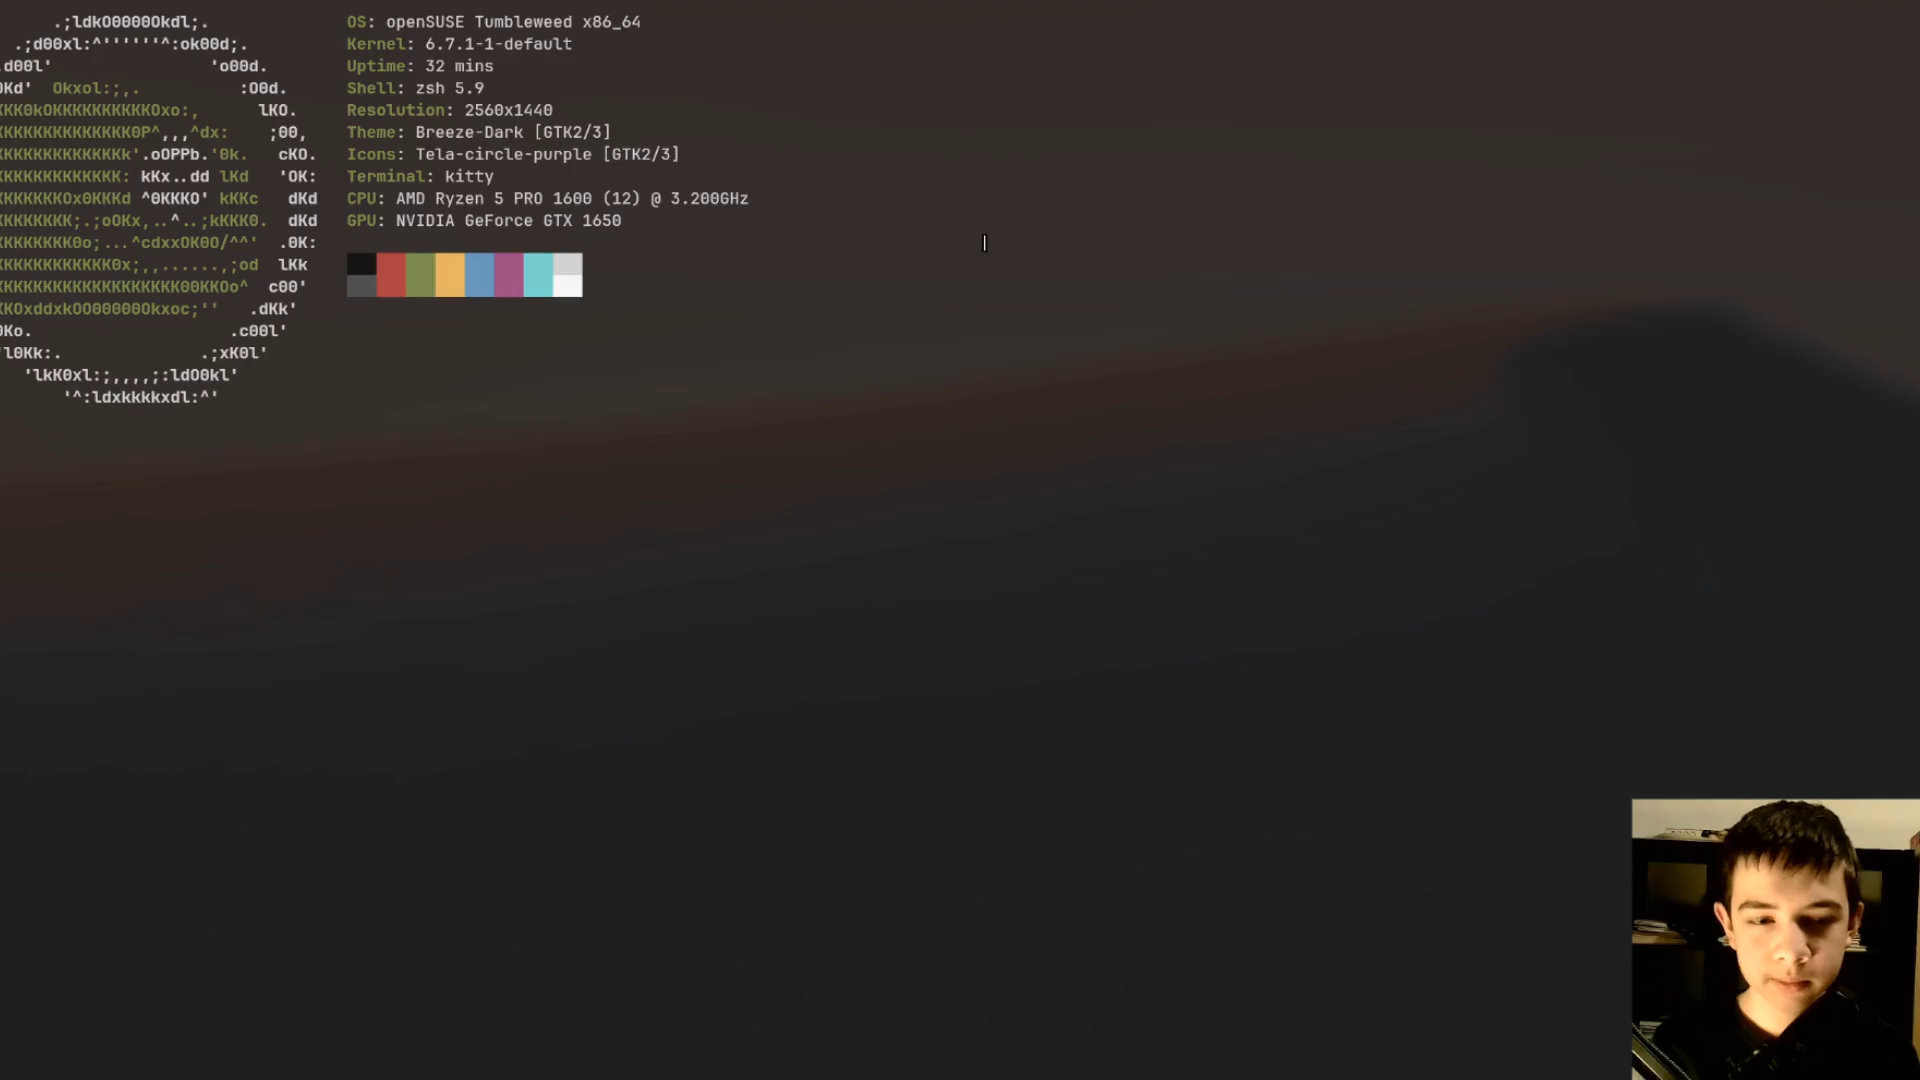 OS: openSUSE Tumbleweed x86_64
Kernel: 6.7.1-1-default
Uptime: 32 mins
Shell: zsh 5.9
Resolution: 2560x1440
Theme: Breeze-Dark [GTK2/3]
Icons: Tela-circle-purple [GTK2/3]
Terminal: kitty
CPU: AMD Ryzen 5 PRO 1600 (12) @ 3.200GHz
GPU: NVIDIA GeForce GTX 1650